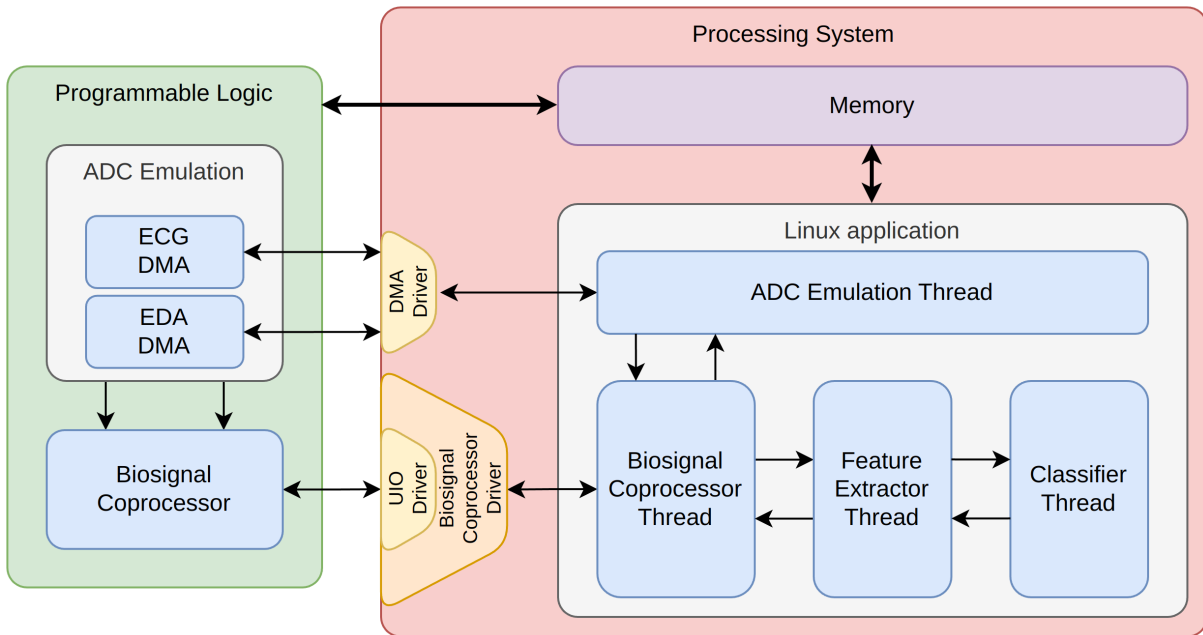 Processing System
Programmable Logic
Memory
ADC Emulation
ECG
DMA
EDA
DMA
Biosignal
Coprocessor
DMA
Driver
UIO
Driver
Biosignal
Coprocessor
Driver
Linux application
ADC Emulation Thread
Biosignal
Coprocessor
Thread
Feature
Extractor
Thread
Classifier
Thread